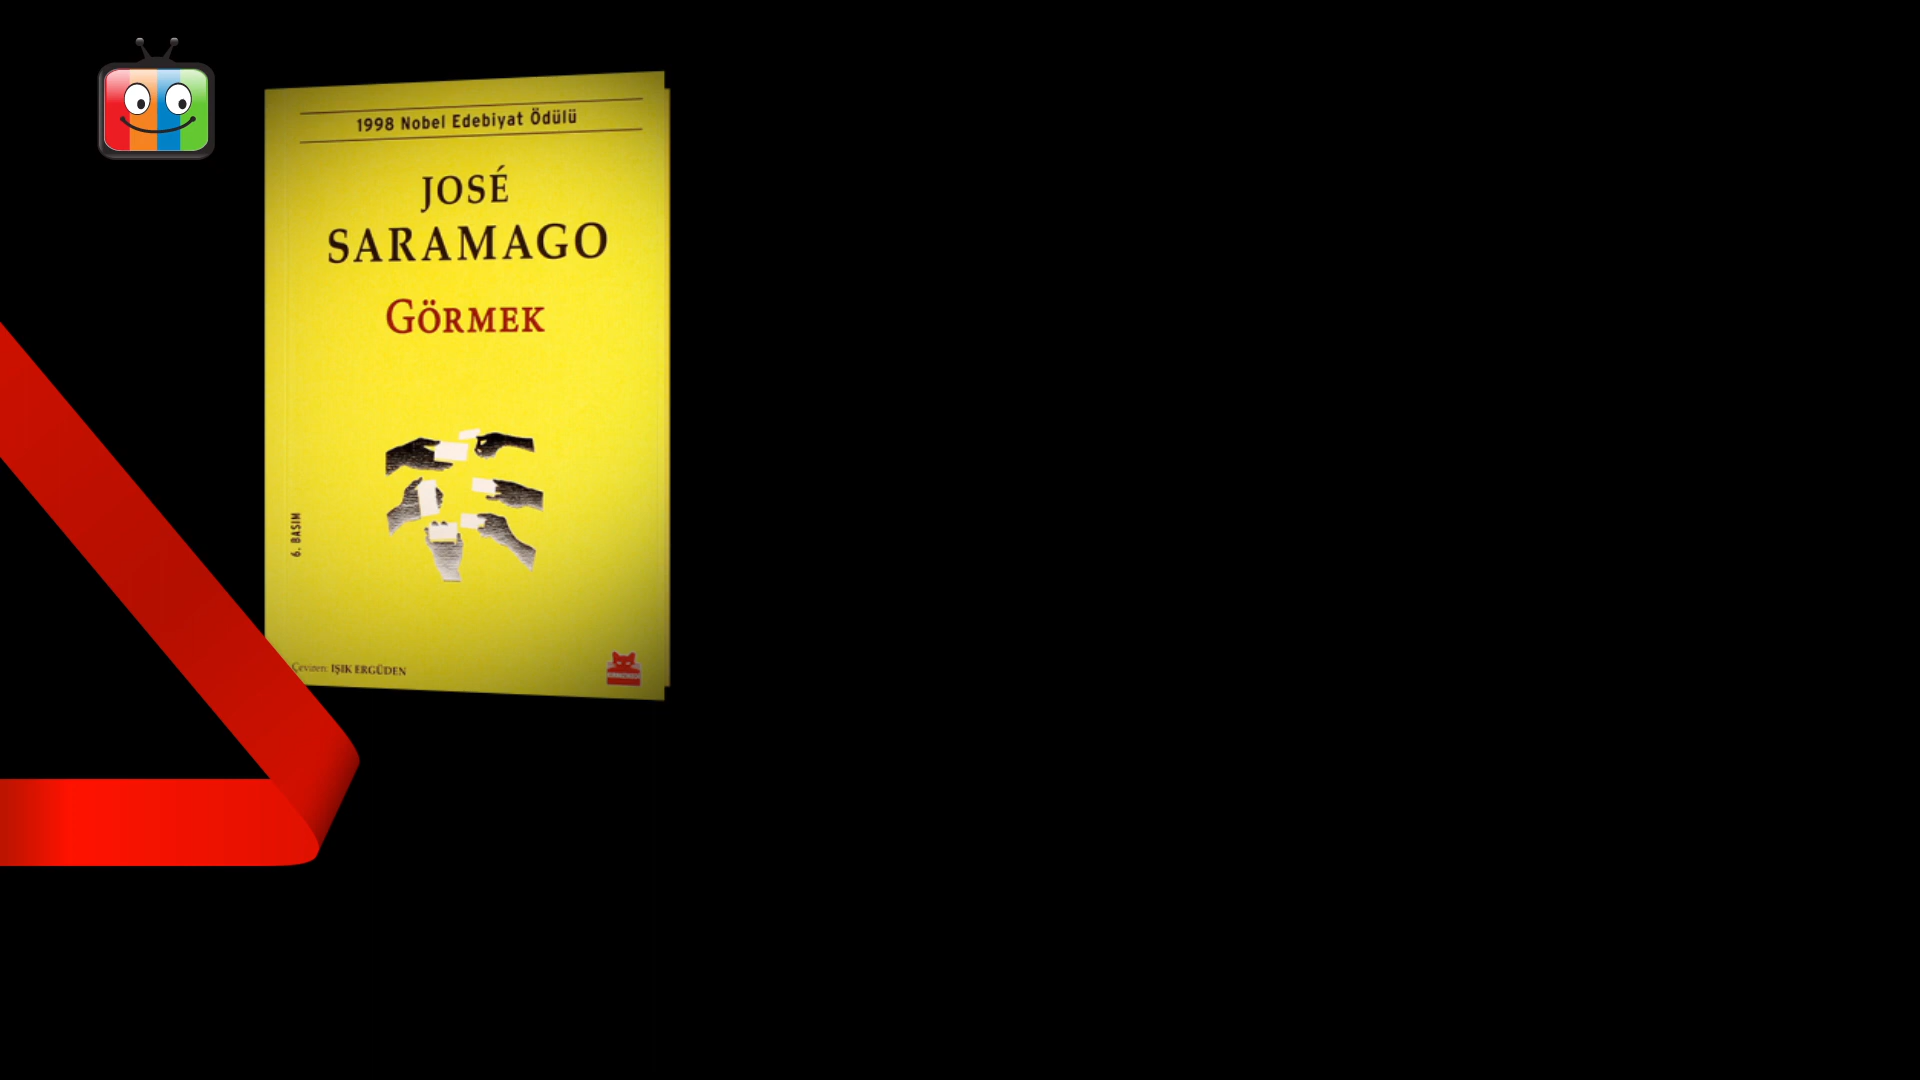 1998 Nobel Edebiyat Ödülü
JOSÉ
SARAMAGO
GÖRMEK
6. BASIM
Çeviren: IŞIK ERGÜDEN